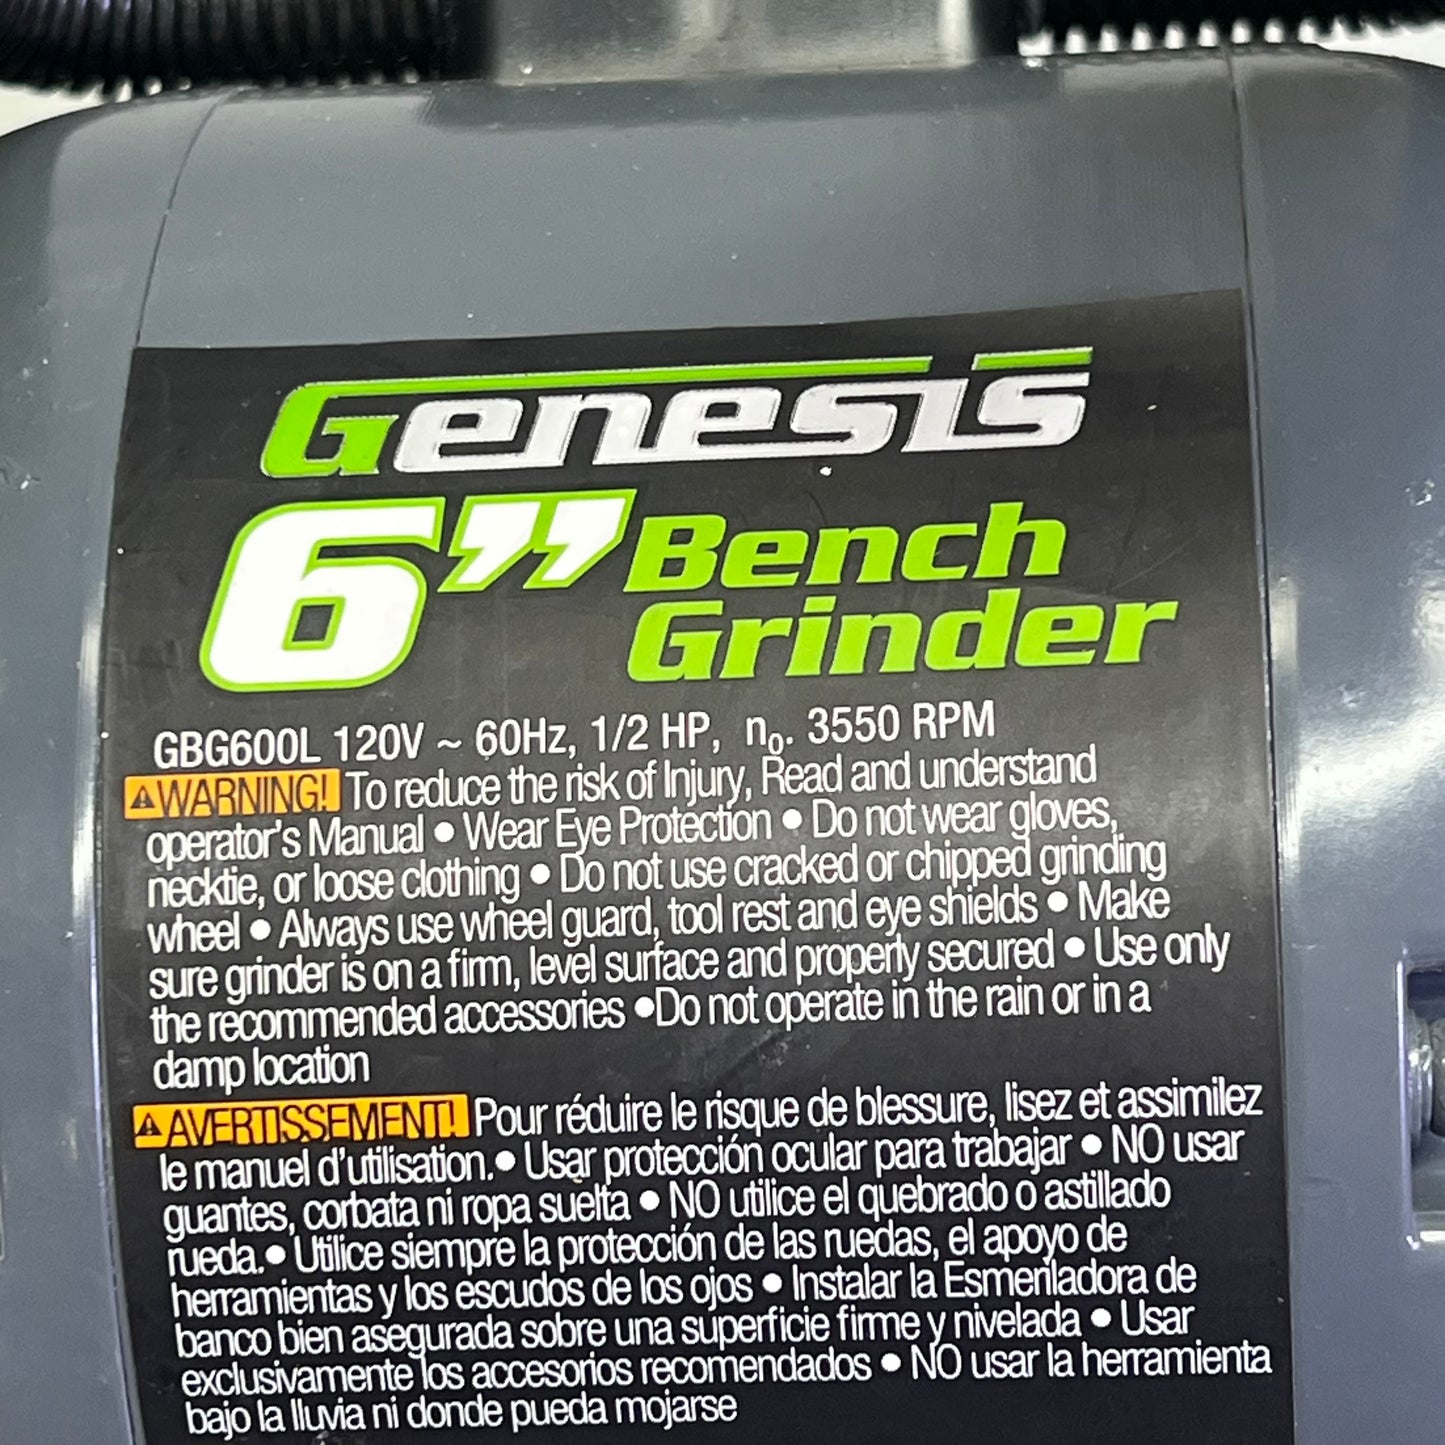 Genesis
6” Bench
Grinder
GBG600L 120V ~ 60Hz, 1/2 HP, no. 3550 RPM
⚠WARNING! To reduce the risk of Injury, Read and understand
operator's Manual • Wear Eye Protection • Do not wear gloves,
necktie, or loose clothing • Do not use cracked or chipped grinding
wheel • Always use wheel guard, tool rest and eye shields • Make
sure grinder is on a firm, level surface and properly secured • Use only
the recommended accessories •Do not operate in the rain or in a
damp location
⚠AVERTISSEMENT! Pour réduire le risque de blessure, lisez et assimilez
le manuel d'utilisation.• Usar protección ocular para trabajar • NO usar
guantes, corbata ni ropa suelta • NO utilice el quebrado o astillado
rueda.• Utilice siempre la protección de las ruedas, el apoyo de
herramientas y los escudos de los ojos • Instalar la Esmeriladora de
banco bien asegurada sobre una superficie firme y nivelada • Usar
exclusivamente los accesorios recomendados • NO usar la herramienta
bajo la lluvia ni donde pueda mojarse